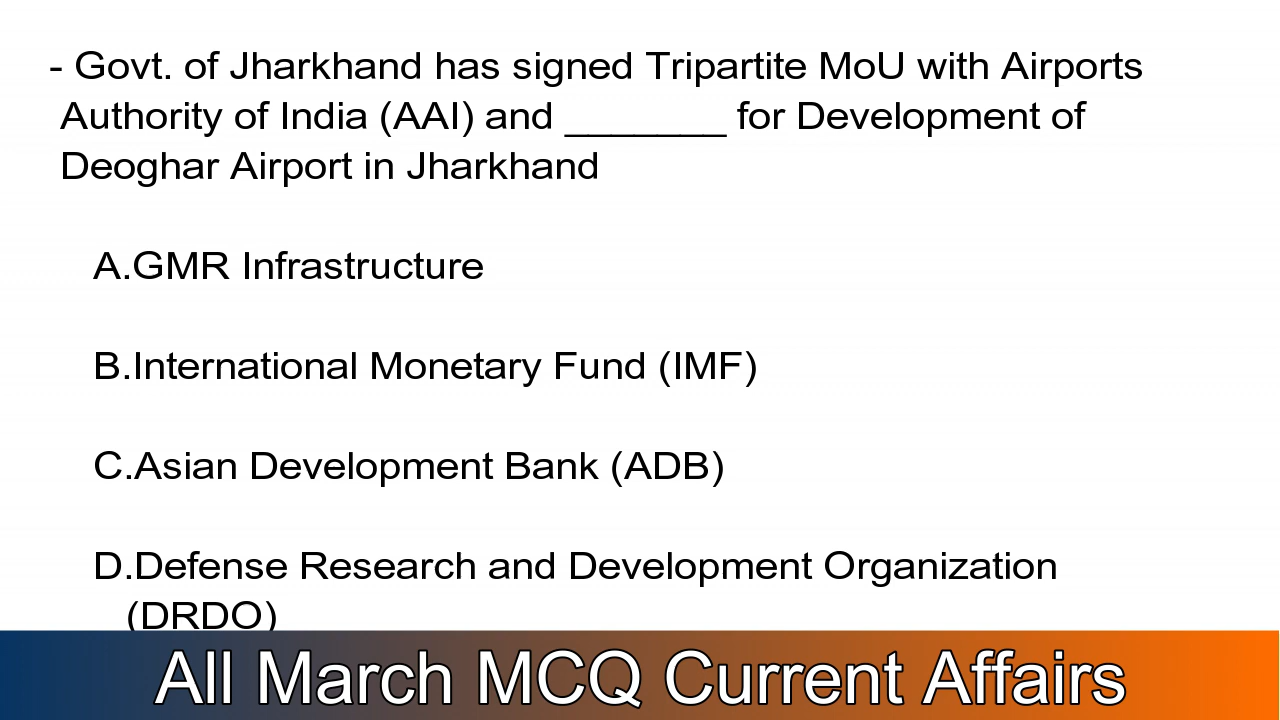 - Govt. of Jharkhand has signed Tripartite MoU with Airports
Authority of India (AAI) and _______ for Development of
Deoghar Airport in Jharkhand
A.GMR Infrastructure
B.International Monetary Fund (IMF)
C.Asian Development Bank (ADB)
D.Defense Research and Development Organization
(DRDO)
All March MCQ Current Affairs